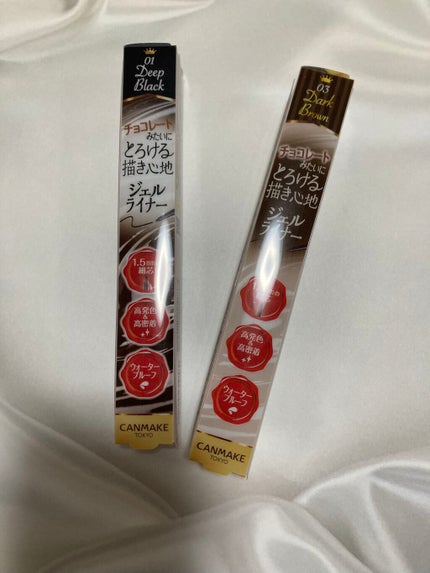 01
Deep
Black
チョコレート
みたいに
とろける
描き心地
ジェル
ライナー
細芯
高発色
&
高密着
ウォーター
プルーフ
CANMAKE
TOKYO
03
Dark
Brown
チョコレート
みたいに
とろける
描き心地
ジェル
ライナー
高発色
&
高密着
ウォーター
プルーフ
CANMAKE
TOKYO